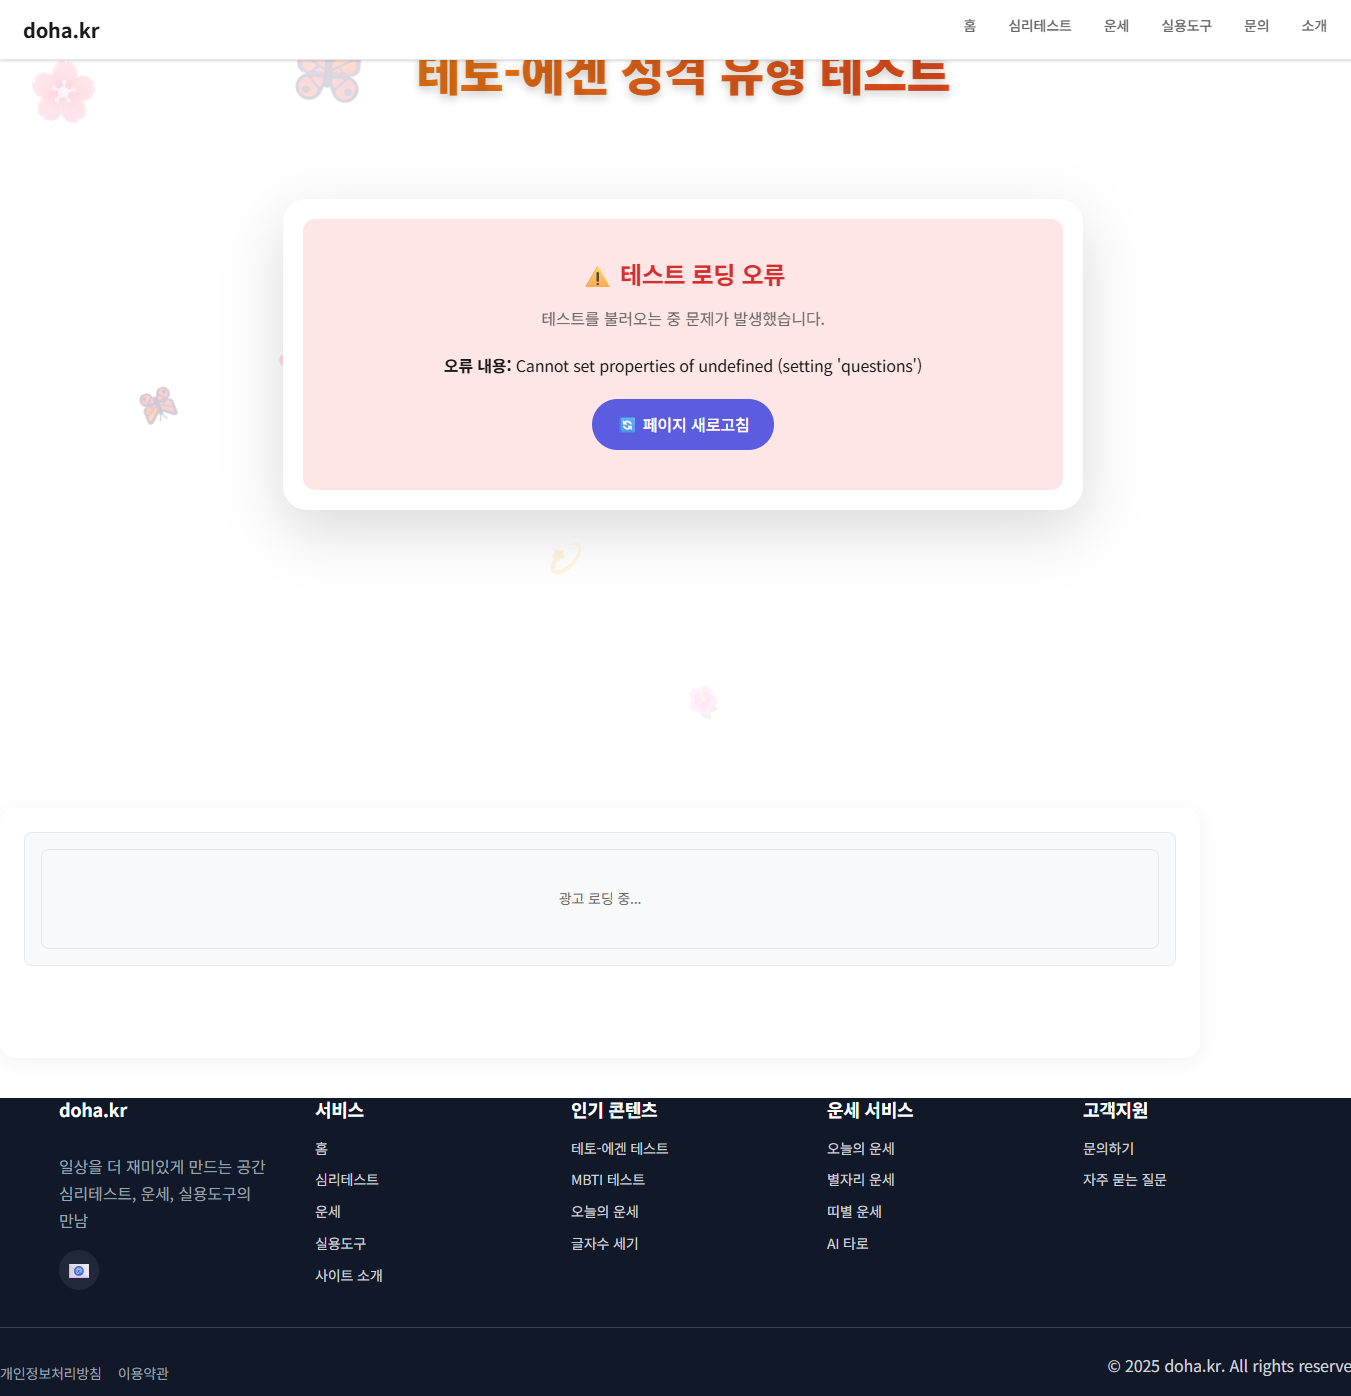 doha.kr
홈 심리테스트 운세 실용도구 문의 소개
테토-에겐 성격 유형 테스트
테스트 로딩 오류
테스트를 불러오는 중 문제가 발생했습니다.
오류 내용: Cannot set properties of undefined (setting 'questions')
페이지 새로고침
광고 로딩 중...
doha.kr
일상을 더 재미있게 만드는 공간
심리테스트, 운세, 실용도구의
만남
서비스
홈
심리테스트
운세
실용도구
사이트 소개
인기 콘텐츠
테토-에겐 테스트
MBTI 테스트
오늘의 운세
글자수 세기
운세 서비스
오늘의 운세
별자리 운세
띠별 운세
AI 타로
고객지원
문의하기
자주 묻는 질문
개인정보처리방침 이용약관
© 2025 doha.kr. All rights reserve